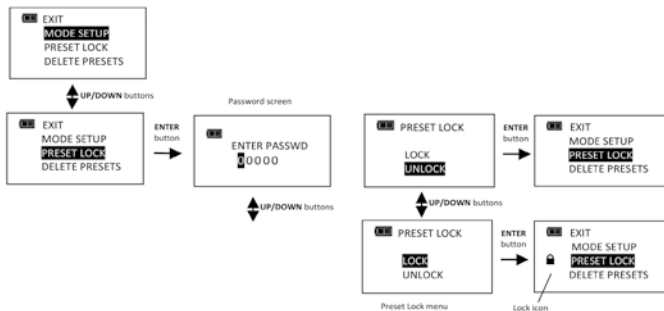 EXIT
MODE SETUP
PRESET LOCK
DELETE PRESETS
UP/DOWN buttons
EXIT
MODE SETUP
PRESET LOCK
DELETE PRESETS
ENTER
button
Password screen
ENTER PASSWD
00000
UP/DOWN buttons
PRESET LOCK
LOCK
UNLOCK
ENTER
button
EXIT
MODE SETUP
PRESET LOCK
DELETE PRESETS
UP/DOWN buttons
PRESET LOCK
LOCK
UNLOCK
Preset Lock menu
ENTER
button
EXIT
MODE SETUP
PRESET LOCK
DELETE PRESETS
Lock icon